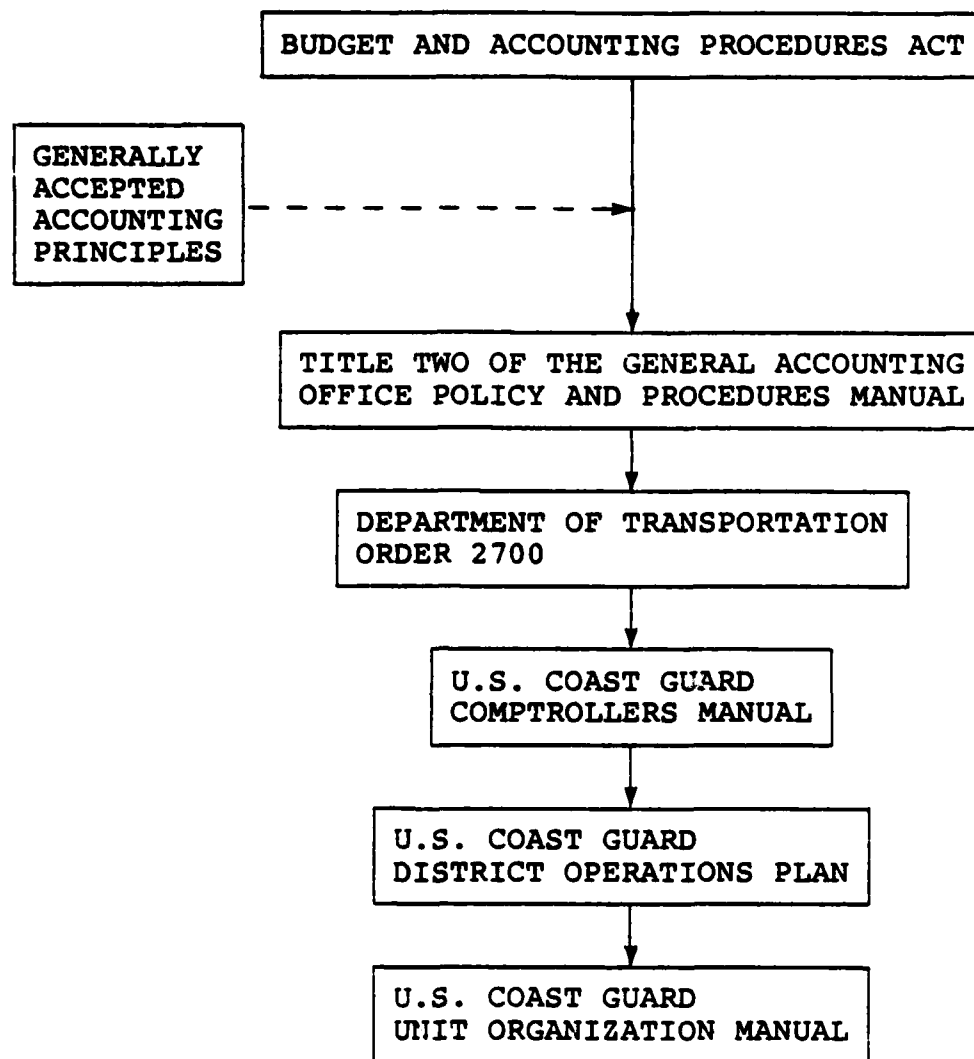 BUDGET AND ACCOUNTING PROCEDURES ACT
GENERALLY
ACCEPTED
ACCOUNTING
PRINCIPLES
TITLE TWO OF THE GENERAL ACCOUNTING
OFFICE POLICY AND PROCEDURES MANUAL
DEPARTMENT OF TRANSPORTATION
ORDER 2700
U.S. COAST GUARD
COMPTROLLERS MANUAL
U.S. COAST GUARD
DISTRICT OPERATIONS PLAN
U.S. COAST GUARD
UNIT ORGANIZATION MANUAL